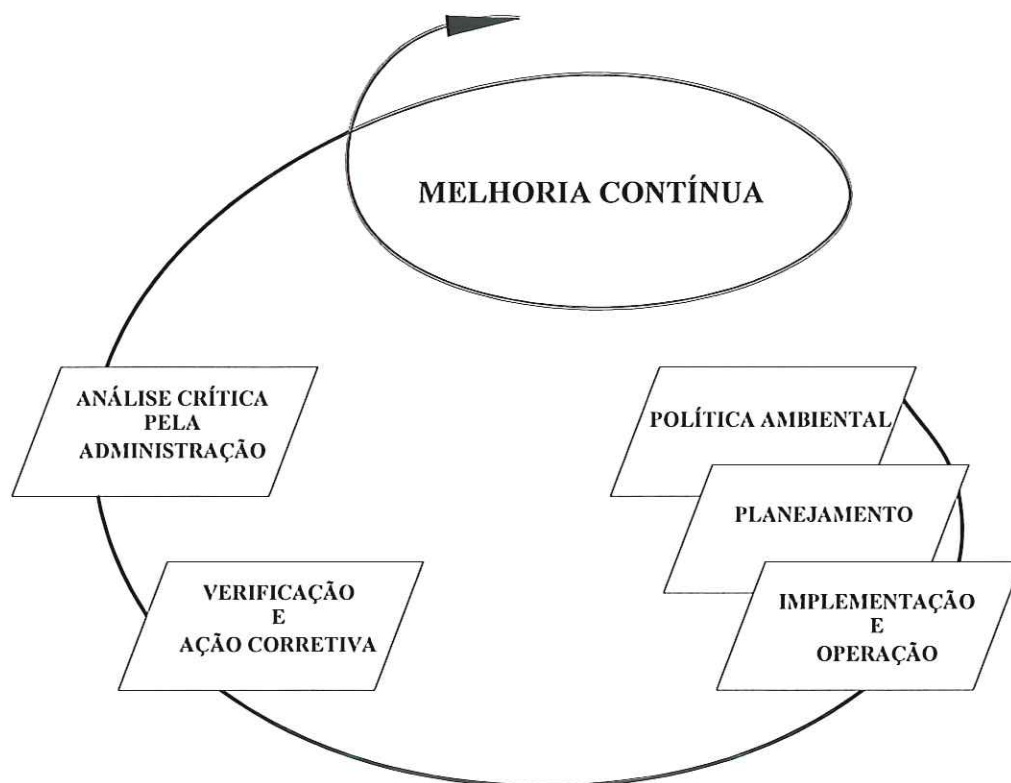 MELHORIA CONTÍNUA
ANÁLISE CRÍTICA
PELA
ADMINISTRAÇÃO
POLÍTICA AMBIENTAL
PLANEJAMENTO
VERIFICAÇÃO
E
AÇÃO CORRETIVA
IMPLEMENTAÇÃO
E
OPERAÇÃO